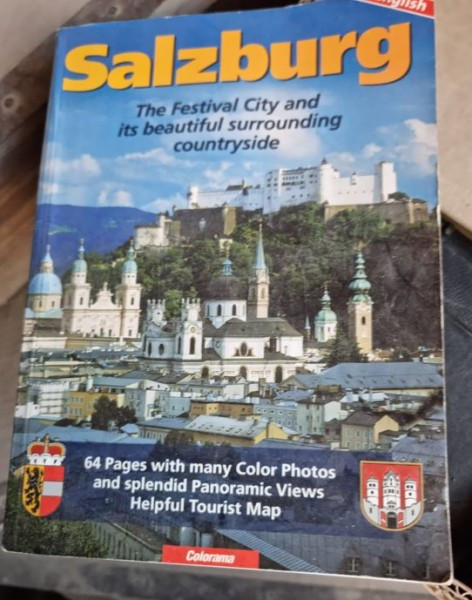 English
Salzburg
The Festival City and
its beautiful surrounding
countryside
64 Pages with many Color Photos
and splendid Panoramic Views
Helpful Tourist Map
Colorama